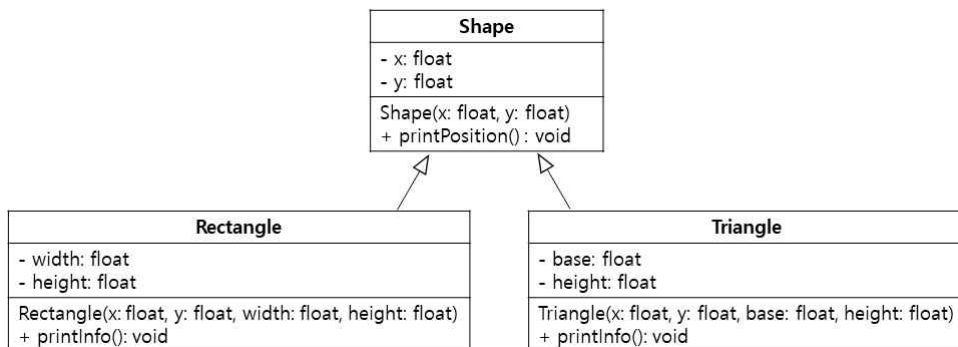 Shape
- x: float
- y: float
Shape(x: float, y: float)
+ printPosition() : void
Rectangle
- width: float
- height: float
Rectangle(x: float, y: float, width: float, height: float)
+ printInfo(): void
Triangle
- base: float
- height: float
Triangle(x: float, y: float, base: float, height: float)
+ printInfo(): void